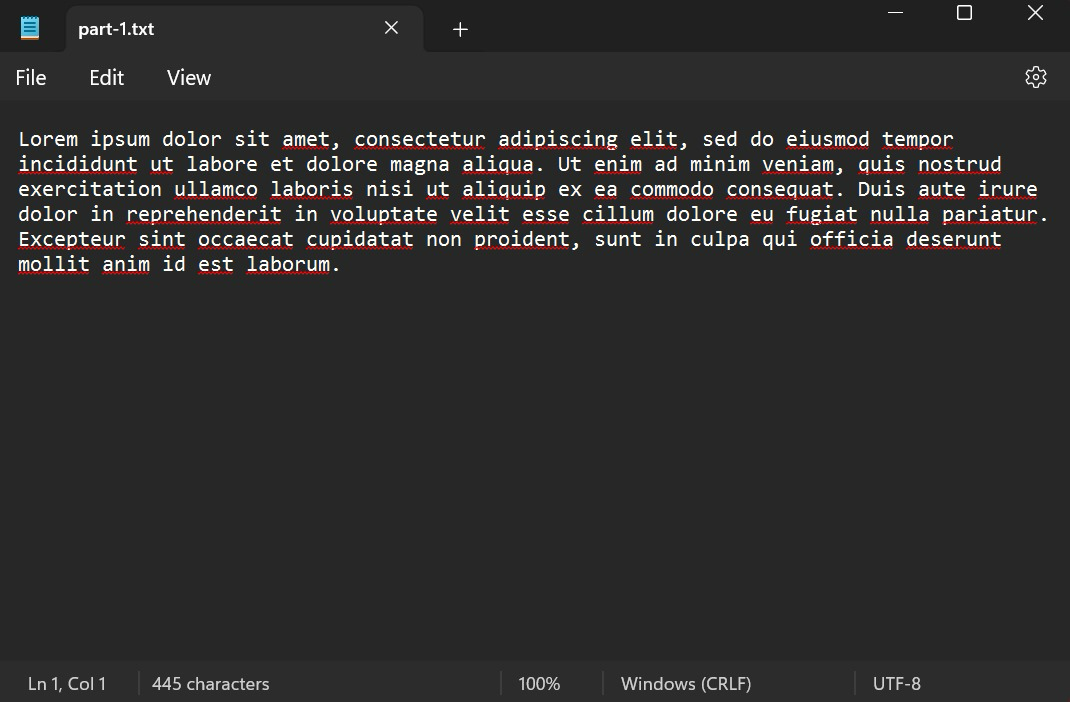 part-1.txt
File Edit View
Lorem ipsum dolor sit amet, consectetur adipiscing elit, sed do eiusmod tempor
incididunt ut labore et dolore magna aliqua. Ut enim ad minim veniam, quis nostrud
exercitation ullamco laboris nisi ut aliquip ex ea commodo consequat. Duis aute irure
dolor in reprehenderit in voluptate velit esse cillum dolore eu fugiat nulla pariatur.
Excepteur sint occaecat cupidatat non proident, sunt in culpa qui officia deserunt
mollit anim id est laborum.
Ln 1, Col 1 445 characters 100% Windows (CRLF) UTF-8